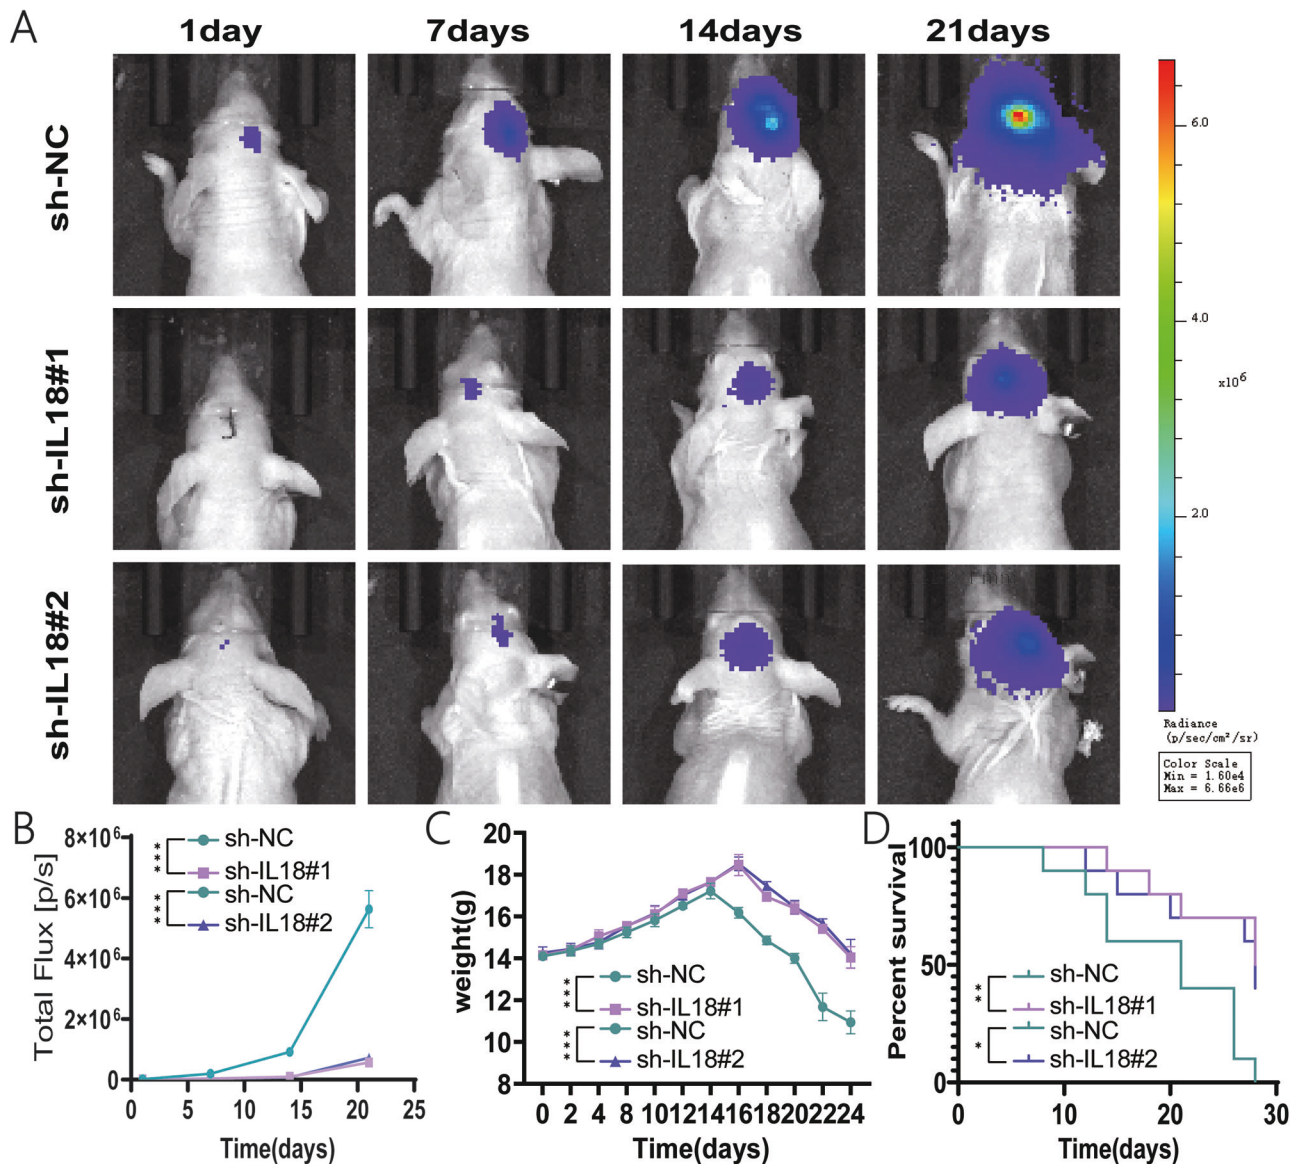 A
1day
7days
14days
21days
sh-NC
sh-IL18#1
sh-IL18#2
6.0
4.0
x10⁶
2.0
Radiance
(p/sec/cm²/sr)
Color Scale
Min = 1.60e4
Max = 6.66e6
B
Total Flux [p/s]
8×10⁶
6×10⁶
4×10⁶
2×10⁶
0
0 5 10 15 20 25
Time(days)
*** sh-NC
sh-IL18#1
*** sh-NC
sh-IL18#2
C
weight(g)
20
18
16
14
12
10
8
0 2 4 8 10 12 14 16 18 20 22 24
Time(days)
*** sh-NC
sh-IL18#1
*** sh-NC
sh-IL18#2
D
Percent survival
100
50
0
0 10 20 30
Time(days)
** sh-NC
sh-IL18#1
* sh-NC
sh-IL18#2